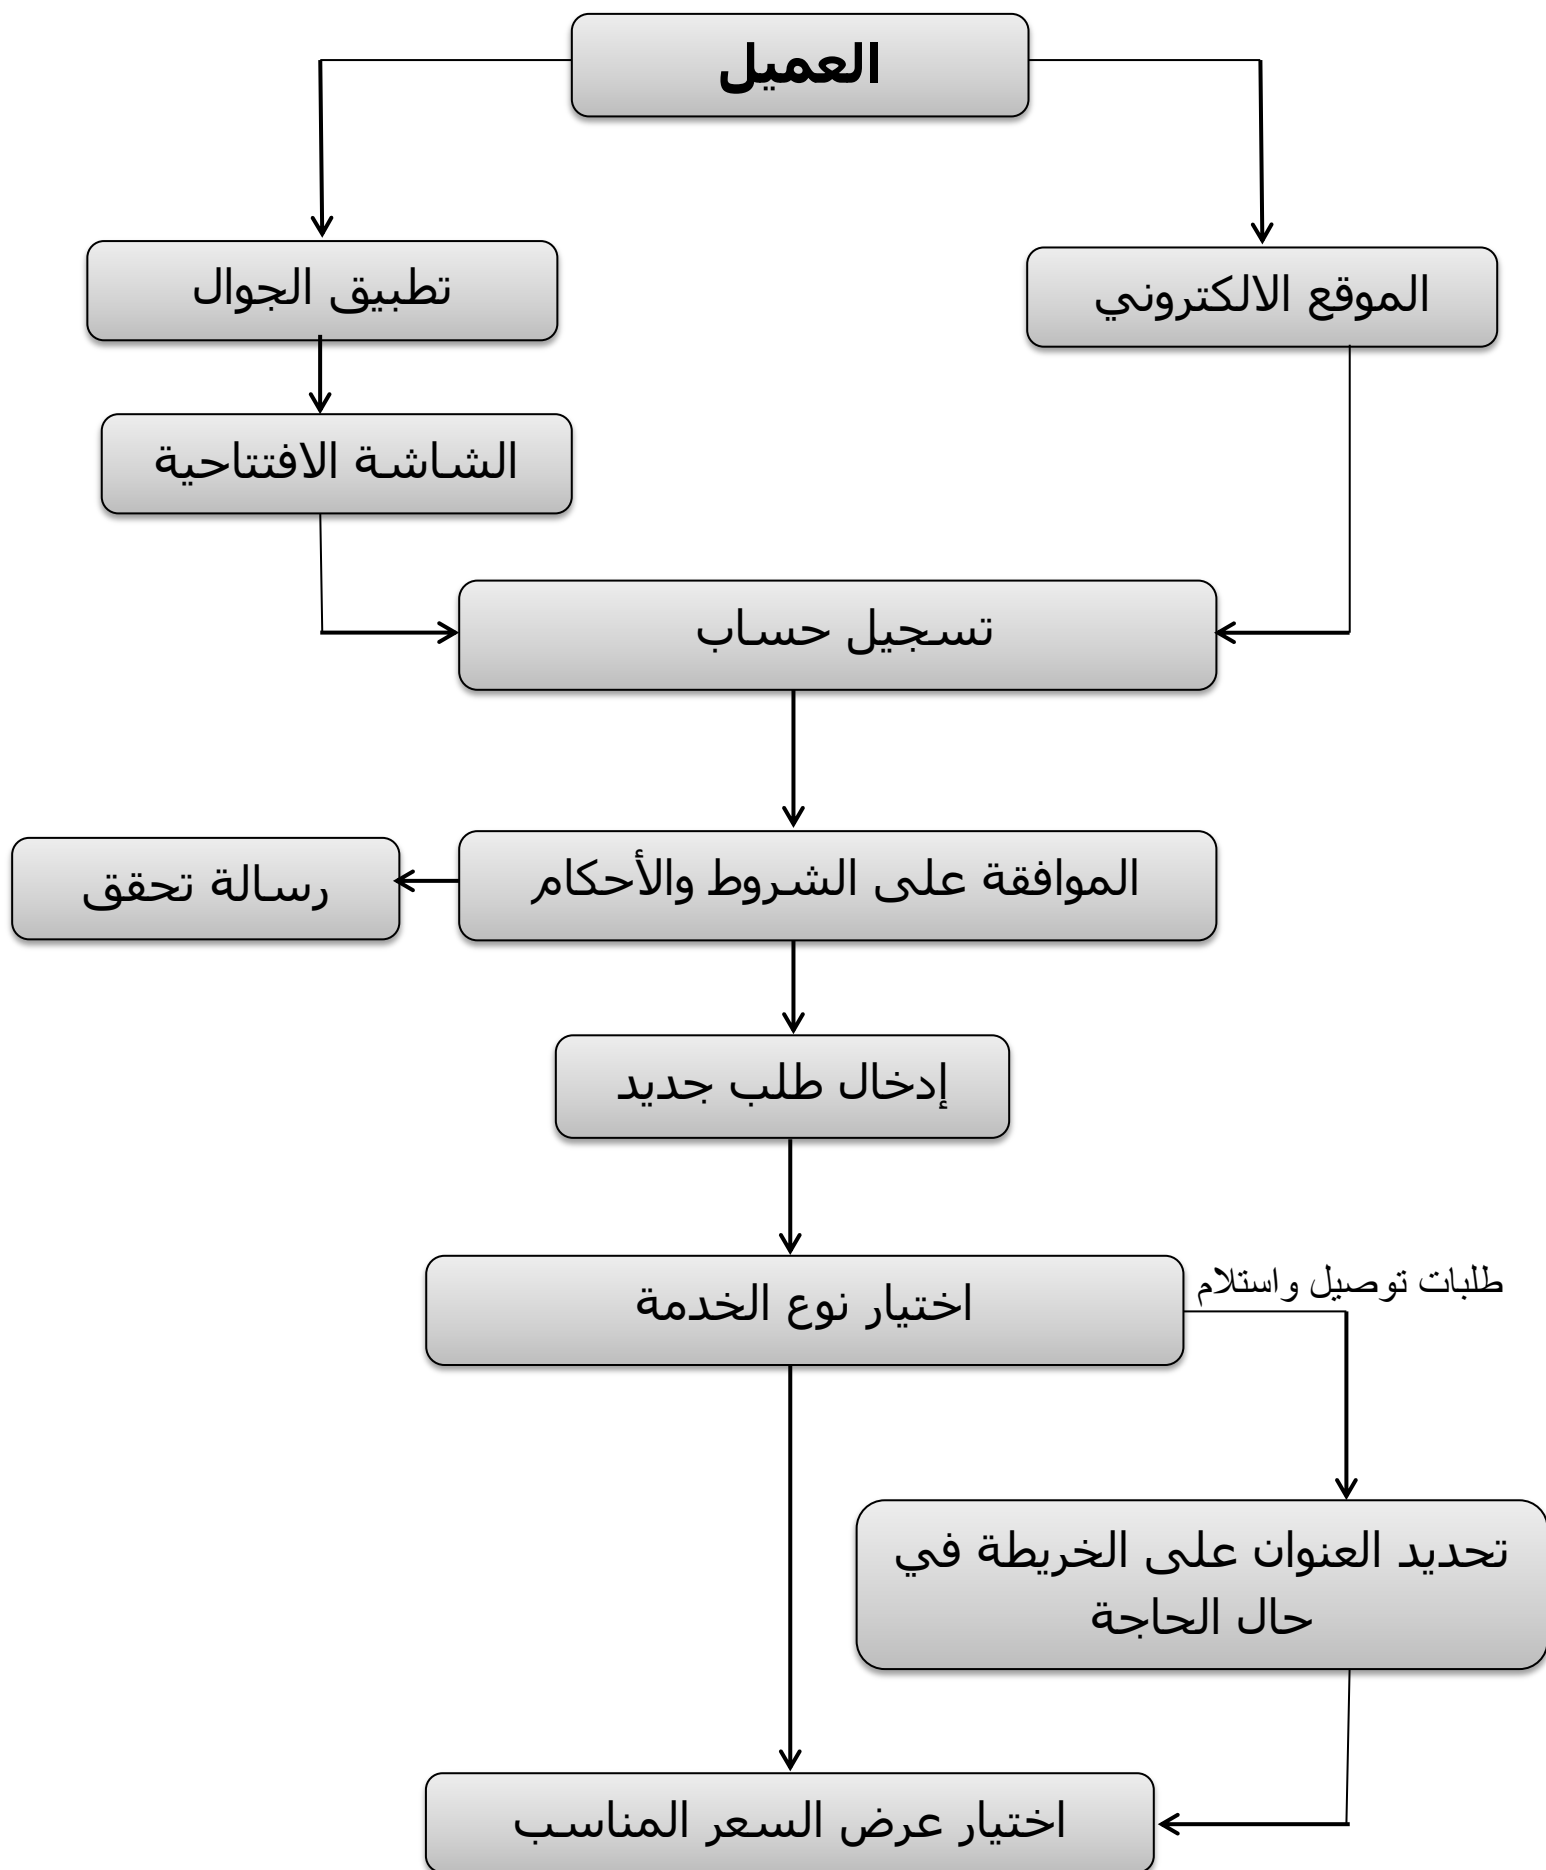 العميل
الموقع الالكتروني
تطبيق الجوال
الشاشة الافتتاحية
تسجيل حساب
الموافقة على الشروط والأحكام
رسالة تحقق
إدخال طلب جديد
طلبات توصيل واستلام
اختيار نوع الخدمة
تحديد العنوان على الخريطة في
حال الحاجة
اختيار عرض السعر المناسب